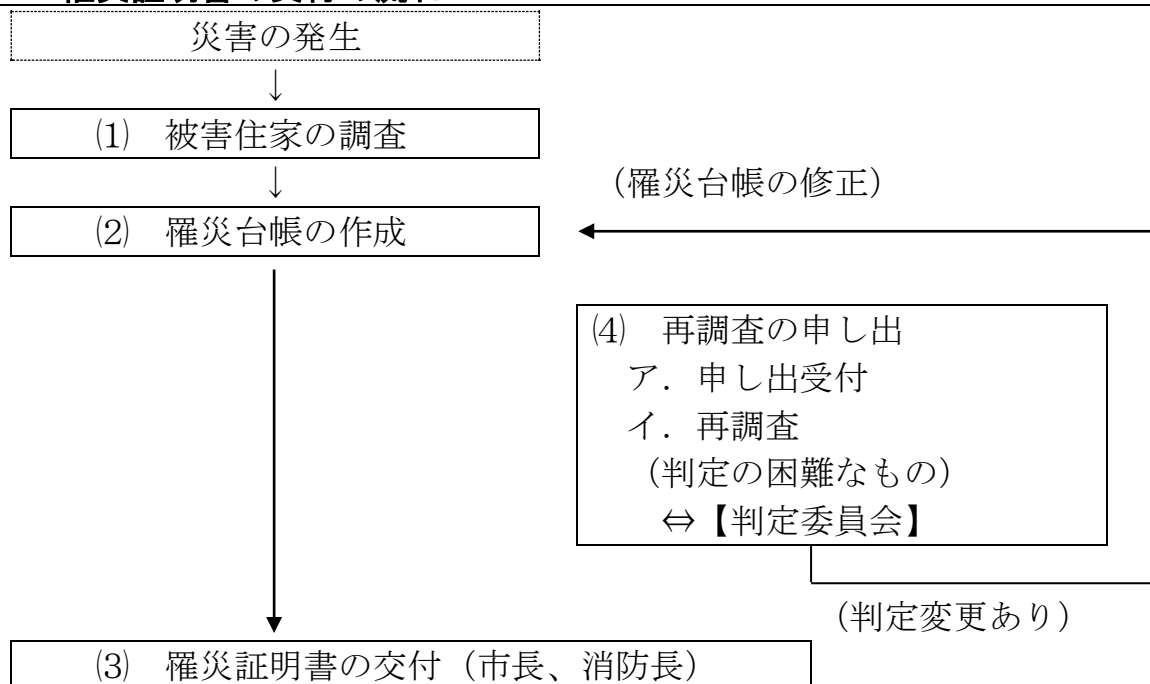 災害の発生
↓
⑴　被害住家の調査
↓
（罹災台帳の修正）
⑵　罹災台帳の作成
⑷　再調査の申し出
ア．申し出受付
イ．再調査
（判定の困難なもの）
⇔【判定委員会】
（判定変更あり）
⑶　罹災証明書の交付（市長、消防長）